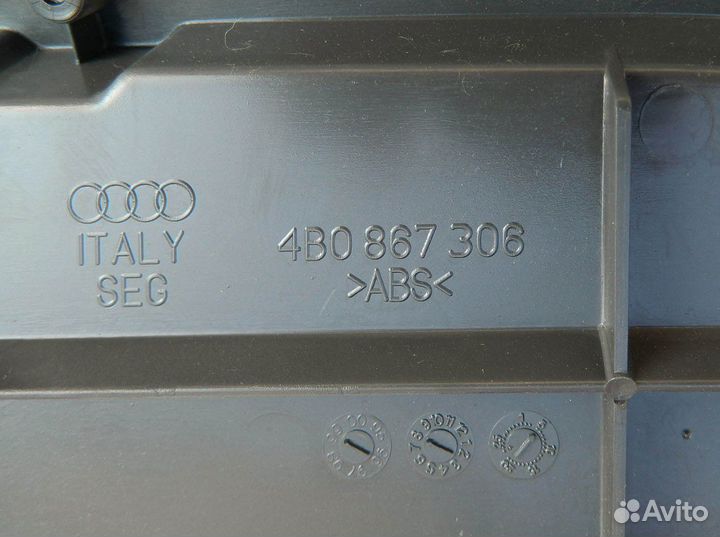 ITALY
SEG
4B0 867 306
>ABS<
Avito